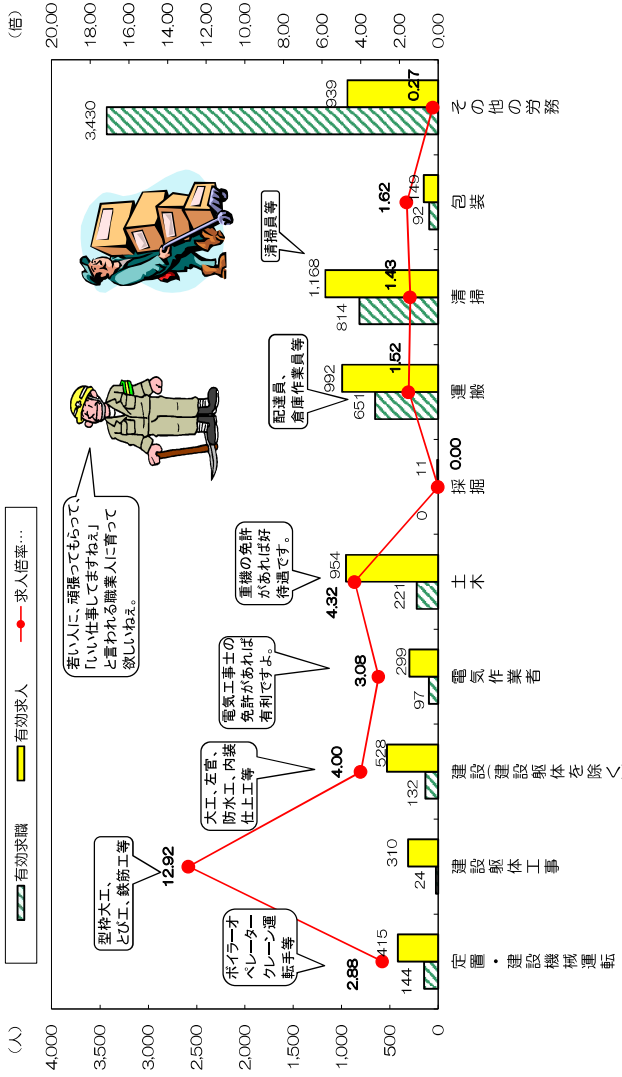 有効求職
有効求人
求人倍率…
（人）
（倍）
4,000
3,500
3,000
2,500
2,000
1,500
1,000
500
0
20.00
18.00
16.00
14.00
12.00
10.00
8.00
6.00
4.00
2.00
0.00
若い人に、頑張ってもらって、
「いい仕事してますねぇ」
と言われる職業人に育って
欲しいねぇ。
ボイラーオ
ペレーター
クレーン運
転手等
型枠大工、
とび工、鉄筋工等
大工、左官、
防水工、内装
仕上工等
電気工事士の
免許があれば
有利ですよ。
重機の免許
があれば好
待遇です。
配達員、
倉庫作業員等
清掃員等
2.88
144
415
12.92
24
310
4.00
132
528
3.08
97
299
4.32
221
954
0
11
0.00
651
992
1.52
814
1,168
1.43
92
149
1.62
3,430
939
0.27
定置・建設機械運転
建設躯体工事
建設（建設躯体を除く
電気作業者
土木
採掘
運搬
清掃
包装
その他の労務